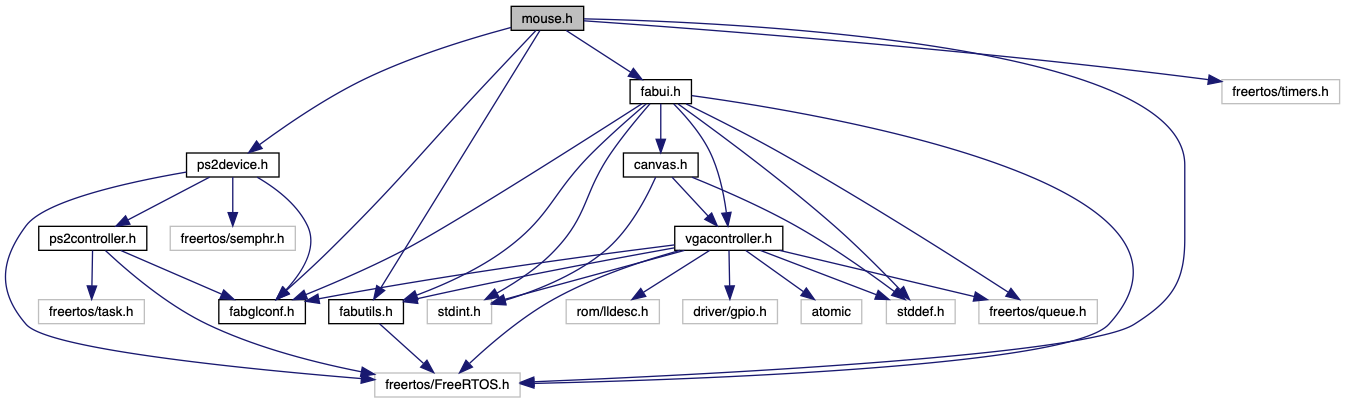 mouse.h
fabui.h
freertos/timers.h
ps2device.h
canvas.h
ps2controller.h
freertos/semphr.h
vgacontroller.h
freertos/task.h
fabglconf.h
fabutils.h
stdint.h
rom/lldesc.h
driver/gpio.h
atomic
stddef.h
freertos/queue.h
freertos/FreeRTOS.h